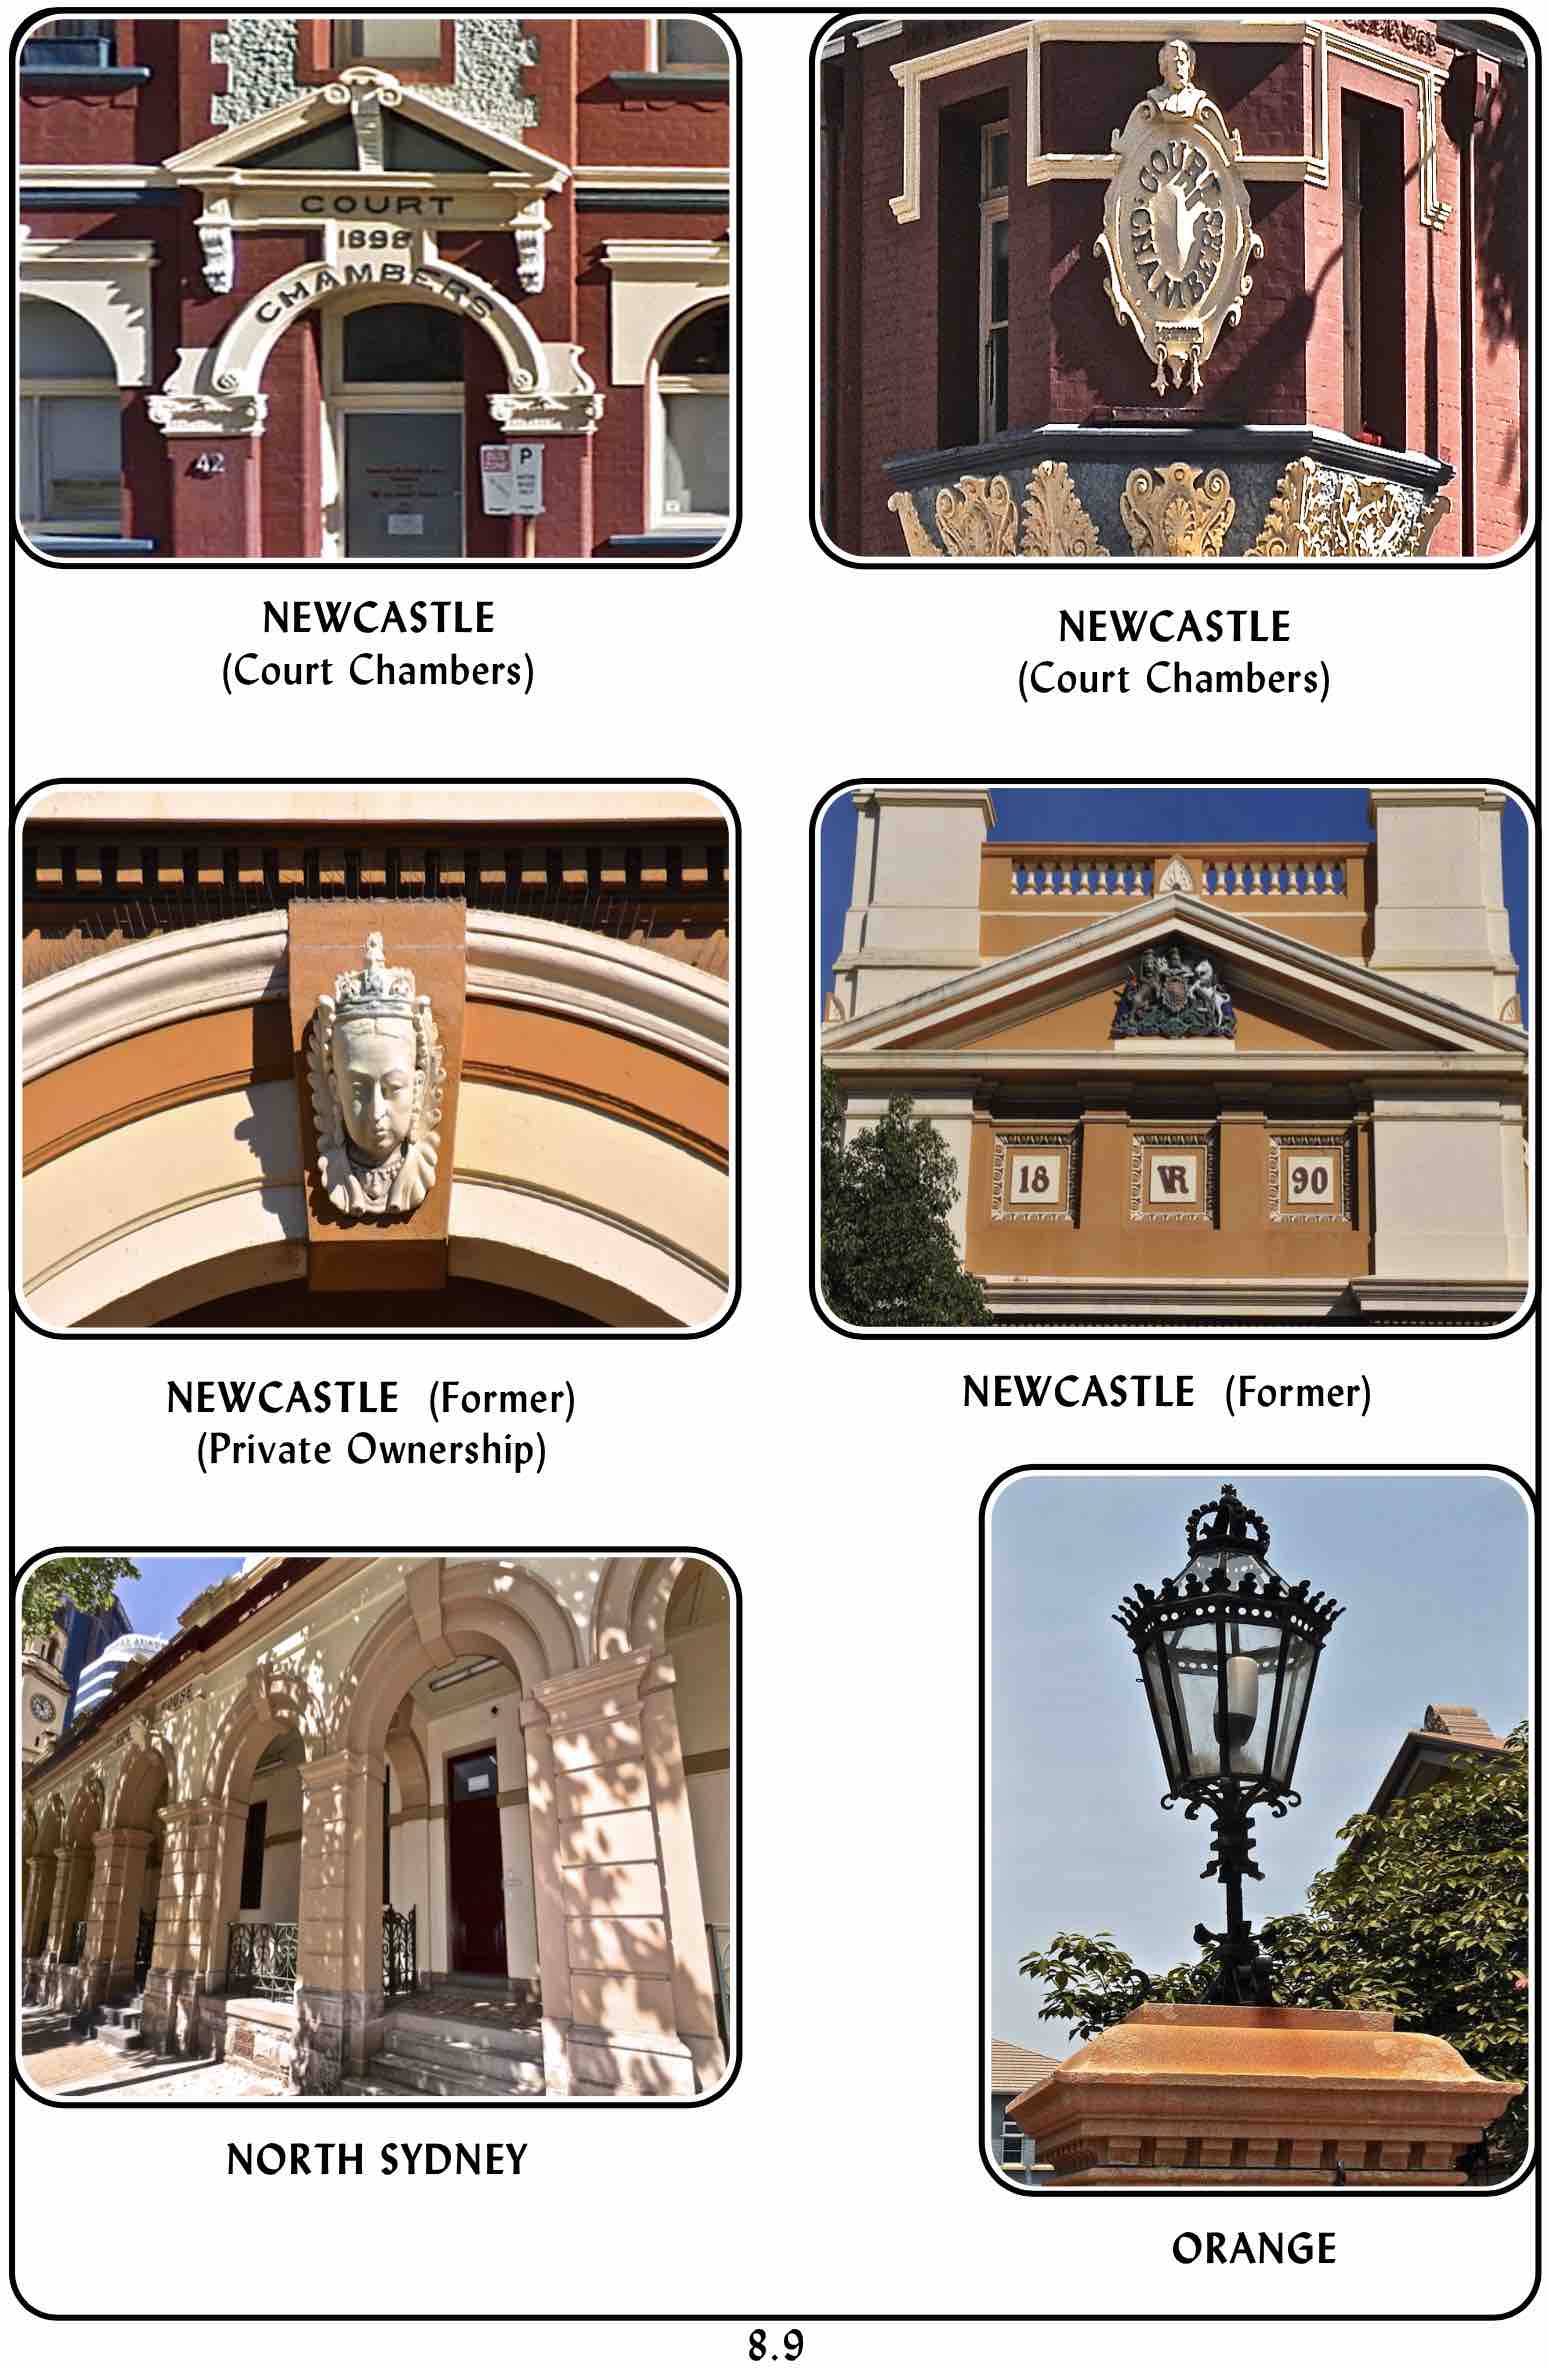 COURT
1898
CHAMBERS
42
P
COURT
CHAMBERS
NEWCASTLE
(Court Chambers)
NEWCASTLE
(Court Chambers)
18 VR 90
NEWCASTLE (Former)
(Private Ownership)
NEWCASTLE (Former)
HOUSE
NORTH SYDNEY
ORANGE
8.9